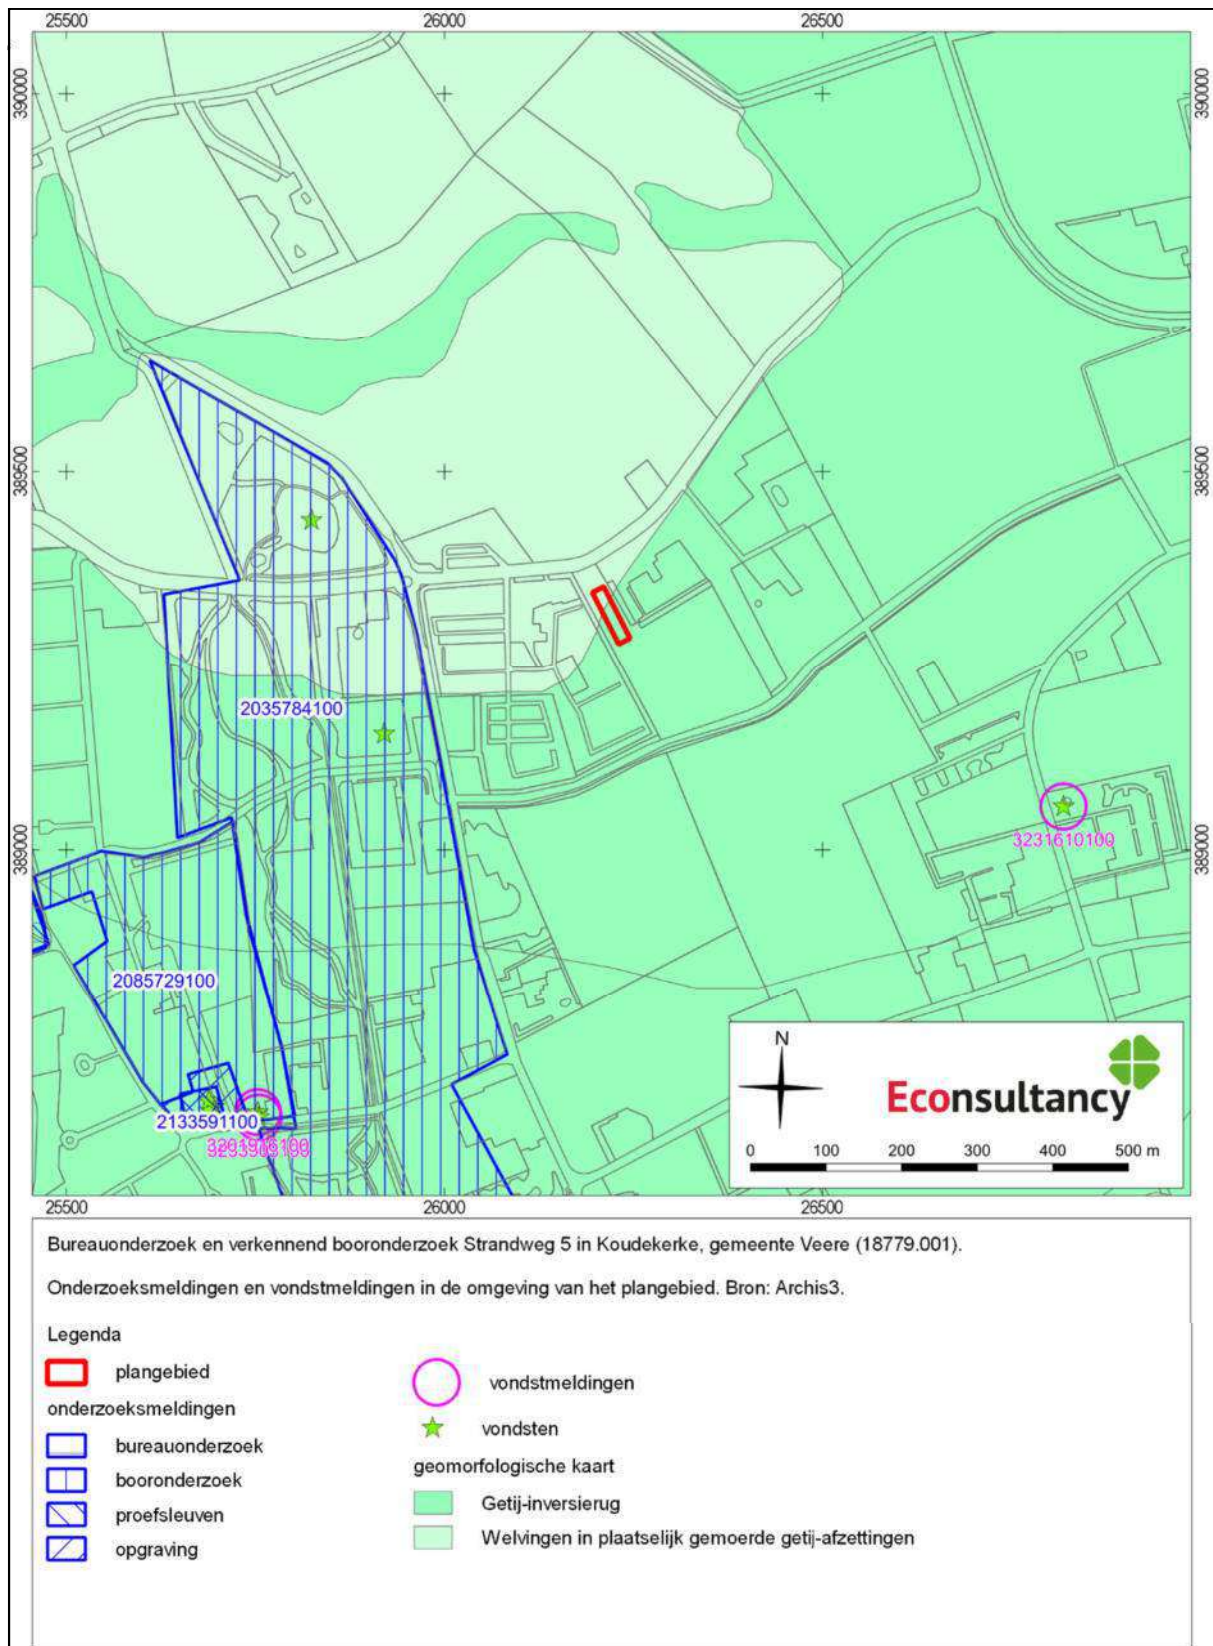 25500 26000 26500
390000 390000
389500 389500
2035784100
389000 389000
3231610100
2085729100
2133591100
N
Econsultancy
0 100 200 300 400 500 m
25500 26000 26500
Bureauonderzoek en verkennend booronderzoek Strandweg 5 in Koudekerke, gemeente Veere (18779.001).
Onderzoeksmeldingen en vondstmeldingen in de omgeving van het plangebied. Bron: Archis3.
Legenda
plangebied
onderzoeksmeldingen
bureauonderzoek
booronderzoek
proefsleuven
opgraving
vondstmeldingen
vondsten
geomorfologische kaart
Getij-inversierug
Welvingen in plaatselijk gemoerde getij-afzettingen